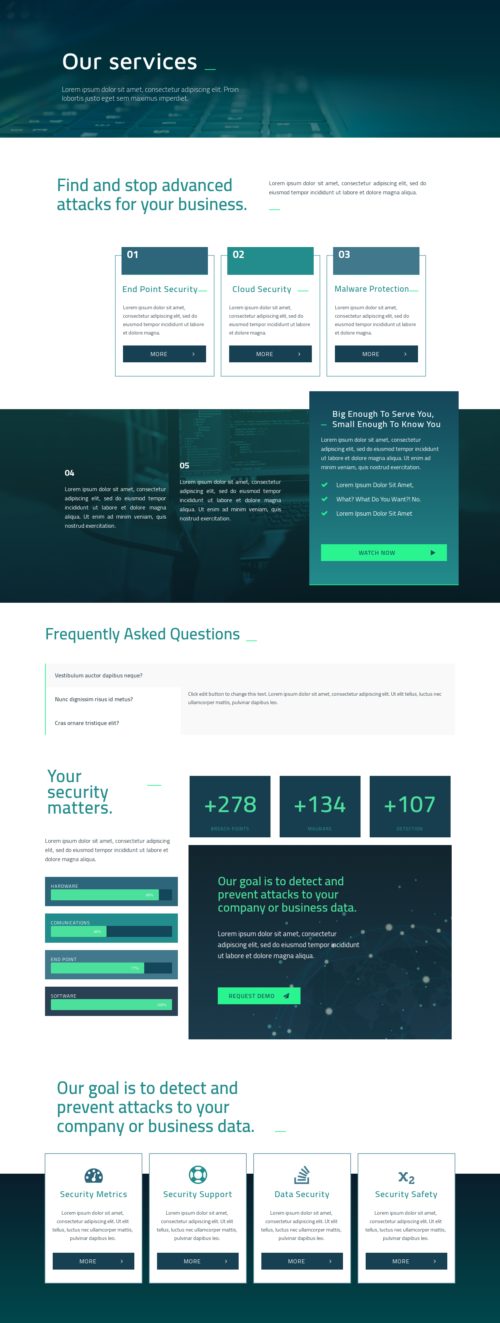 Our services
Lorem ipsum dolor sit amet, consectetur adipiscing elit. Proin
lobortis justo eget sem maximus imperdiet.
Find and stop advanced
attacks for your business.
Lorem ipsum dolor sit amet, consectetur adipiscing elit, sed do
eiusmod tempor incididunt ut labore et dolore magna aliqua.
01
End Point Security
Lorem ipsum dolor sit amet,
consectetur adipiscing elit, sed do
eiusmod tempor incididunt ut labore
et dolore magna.
MORE
02
Cloud Security
Lorem ipsum dolor sit amet,
consectetur adipiscing elit, sed do
eiusmod tempor incididunt ut labore
et dolore magna.
MORE
03
Malware Protection
Lorem ipsum dolor sit amet,
consectetur adipiscing elit, sed do
eiusmod tempor incididunt ut labore
et dolore magna.
MORE
04
Lorem ipsum dolor sit amet,
consectetur adipiscing elit, sed do
eiusmod tempor incididunt ut labore
et dolore magna aliqua. Ut enim ad
minim veniam, quis nostrud exercitation.
05
Lorem ipsum dolor sit amet,
consectetur adipiscing elit, sed do
eiusmod tempor incididunt ut labore
et dolore magna aliqua. Ut enim ad
minim veniam, quis nostrud exercitation.
Big Enough To Serve You,
Small Enough To Know You
Lorem ipsum dolor sit amet, consectetur
adipiscing elit, sed do eiusmod tempor
incididunt ut labore et dolore magna
aliqua. Ut enim ad minim veniam, quis
nostrud exercitation.
Lorem Ipsum Dolor Sit Amet,
What? What Do You Want?! No.
Lorem Ipsum Dolor Sit Amet
WATCH NOW
Frequently Asked Questions
Vestibulum auctor dapibus neque?
Nunc dignissim risus id metus?
Cras ornare tristique elit?
Click edit button to change this text. Lorem ipsum dolor sit amet, consectetur adipiscing elit. Ut elit tellus, luctus nec
ullamcorper mattis, pulvinar dapibus leo.
Your
security
matters.
Lorem ipsum dolor sit amet, consectetur adipiscing
elit, sed do eiusmod tempor incididunt ut labore et
dolore magna aliqua.
HARDWARE
COMUNICATIONS
END POINT
SOFTWARE
+278
BREACH POINTS
+134
MALWARE
+107
DETECTION
Our goal is to detect and
prevent attacks to your
company or business data.
Lorem ipsum dolor sit amet, consectetur
adipiscing elit, sed do eiusmod tempor incididunt
ut labore et dolore magna aliqua.
REQUEST DEMO
Our goal is to detect and
prevent attacks to your
company or business data.
Security Metrics
Lorem ipsum dolor sit amet,
consectetur adipiscing elit. Ut elit
tellus, luctus nec ullamcorper mattis,
pulvinar dapibus leo.
MORE
Security Support
Lorem ipsum dolor sit amet,
consectetur adipiscing elit. Ut elit
tellus, luctus nec ullamcorper mattis,
pulvinar dapibus leo.
MORE
Data Security
Lorem ipsum dolor sit amet,
consectetur adipiscing elit. Ut elit
tellus, luctus nec ullamcorper mattis,
pulvinar dapibus leo.
MORE
x₂
Security Safety
Lorem ipsum dolor sit amet,
consectetur adipiscing elit. Ut elit
tellus, luctus nec ullamcorper mattis,
pulvinar dapibus leo.
MORE